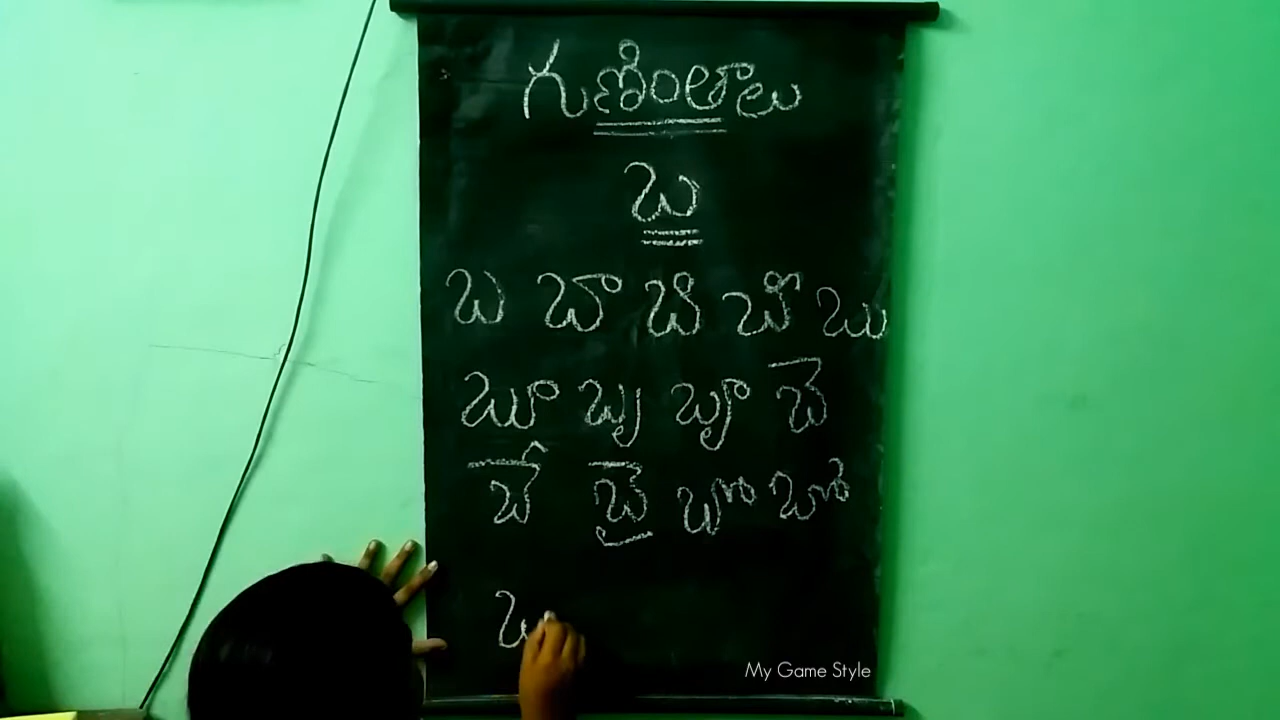 గుణింతాలు
బ
బ బా బి బీ బు
బూ బృ బౄ బె
బే బై బొ బో
బ
My Game Style